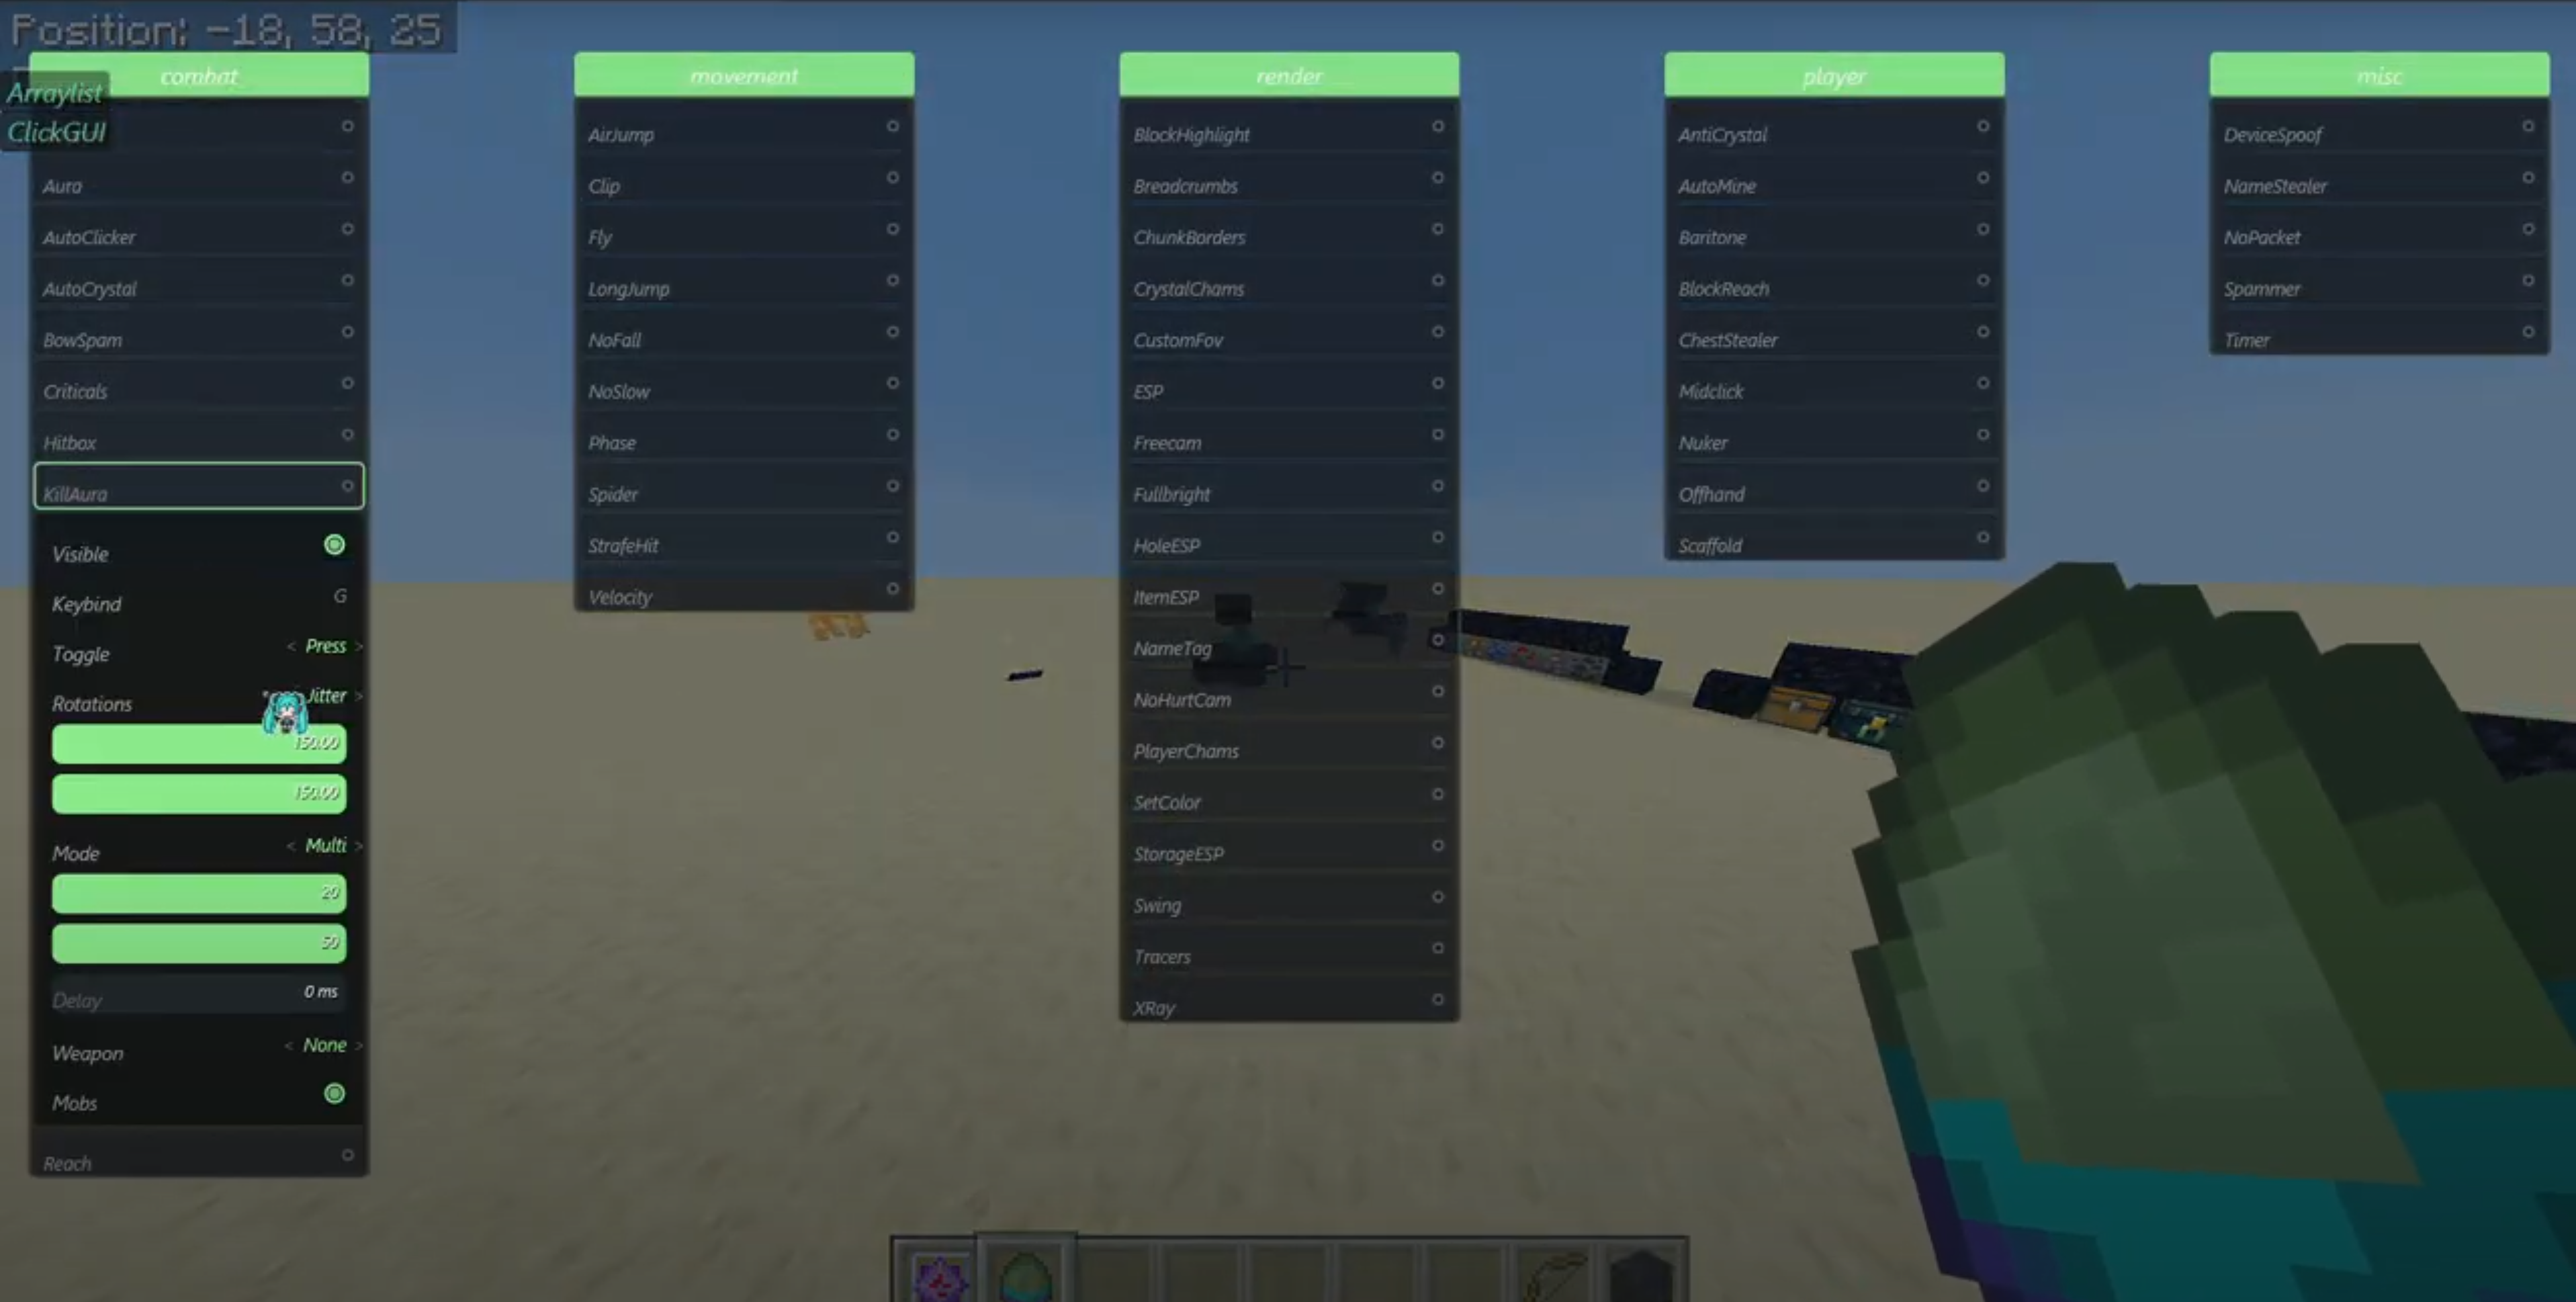 Position: -18, 58, 25
Arraylist
ClickGUI
combat
Aura
AutoClicker
AutoCrystal
BowSpam
Criticals
Hitbox
KillAura
Visible
Keybind G
Toggle < Press >
Rotations Jitter >
150.00
150.00
Mode < Multi >
20
50
Delay 0 ms
Weapon < None >
Mobs
Reach
movement
AirJump
Clip
Fly
LongJump
NoFall
NoSlow
Phase
Spider
StrafeHit
Velocity
render
BlockHighlight
Breadcrumbs
ChunkBorders
CrystalChams
CustomFov
ESP
Freecam
Fullbright
HoleESP
ItemESP
NameTag
NoHurtCam
PlayerChams
SetColor
StorageESP
Swing
Tracers
XRay
player
AntiCrystal
AutoMine
Baritone
BlockReach
ChestStealer
Midclick
Nuker
Offhand
Scaffold
misc
DeviceSpoof
NameStealer
NoPacket
Spammer
Timer